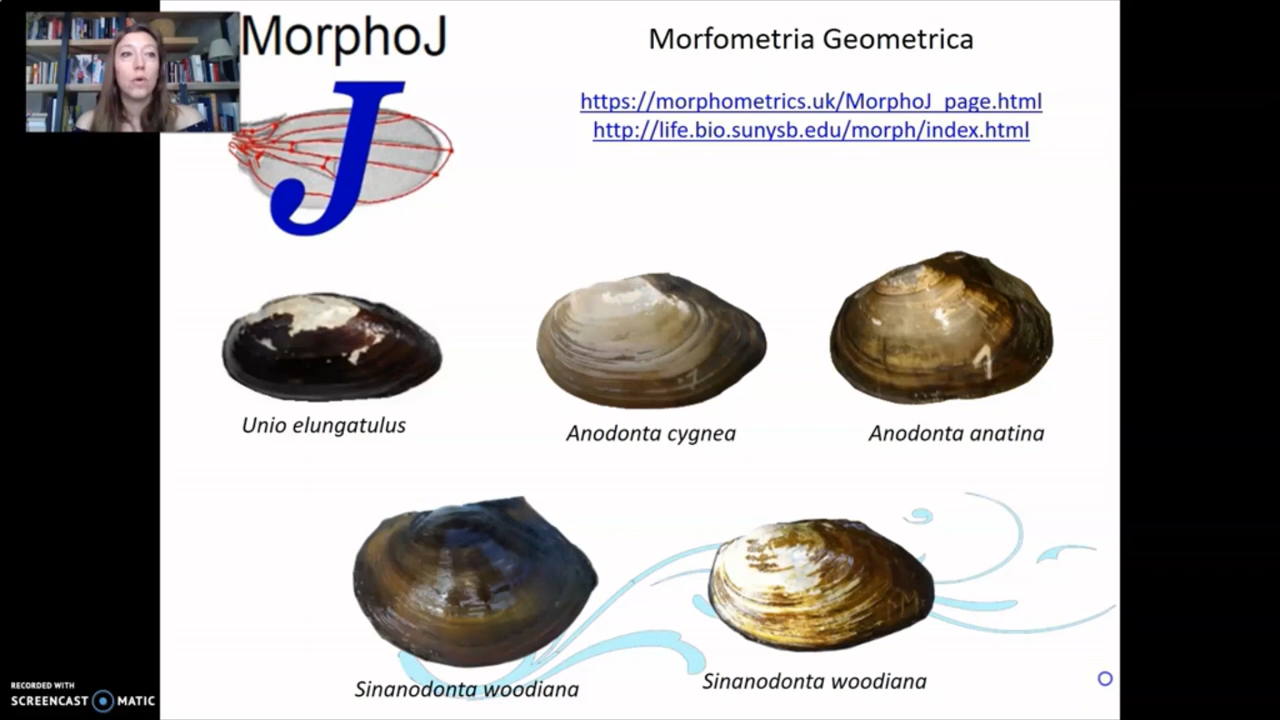 MorphoJ
J
Morfometria Geometrica
https://morphometrics.uk/MorphoJ_page.html
http://life.bio.sunysb.edu/morph/index.html
Unio elungatulus
Anodonta cygnea
Anodonta anatina
Sinanodonta woodiana
Sinanodonta woodiana
RECORDED WITH
SCREENCAST MATIC